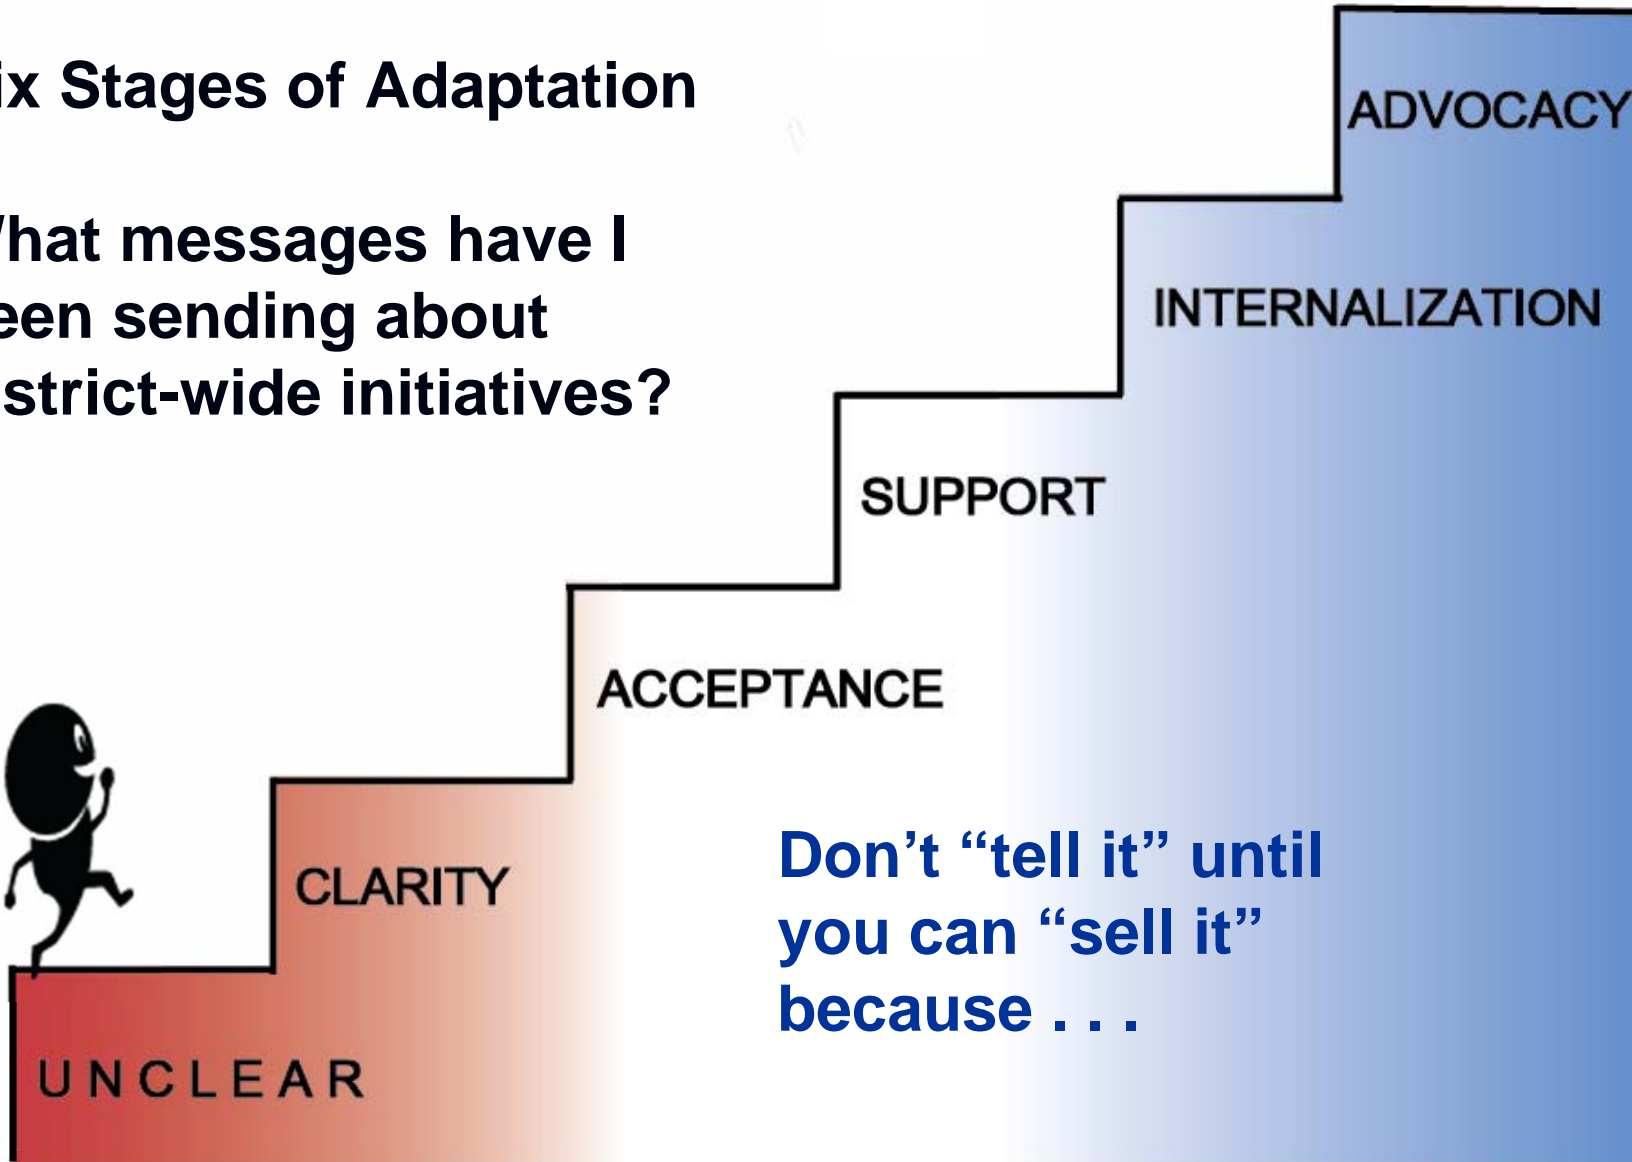 ix Stages of Adaptation
hat messages have I
een sending about
strict-wide initiatives?
ADVOCACY
INTERNALIZATION
SUPPORT
ACCEPTANCE
CLARITY
UNCLEAR
Don’t “tell it” until
you can “sell it”
because . . .